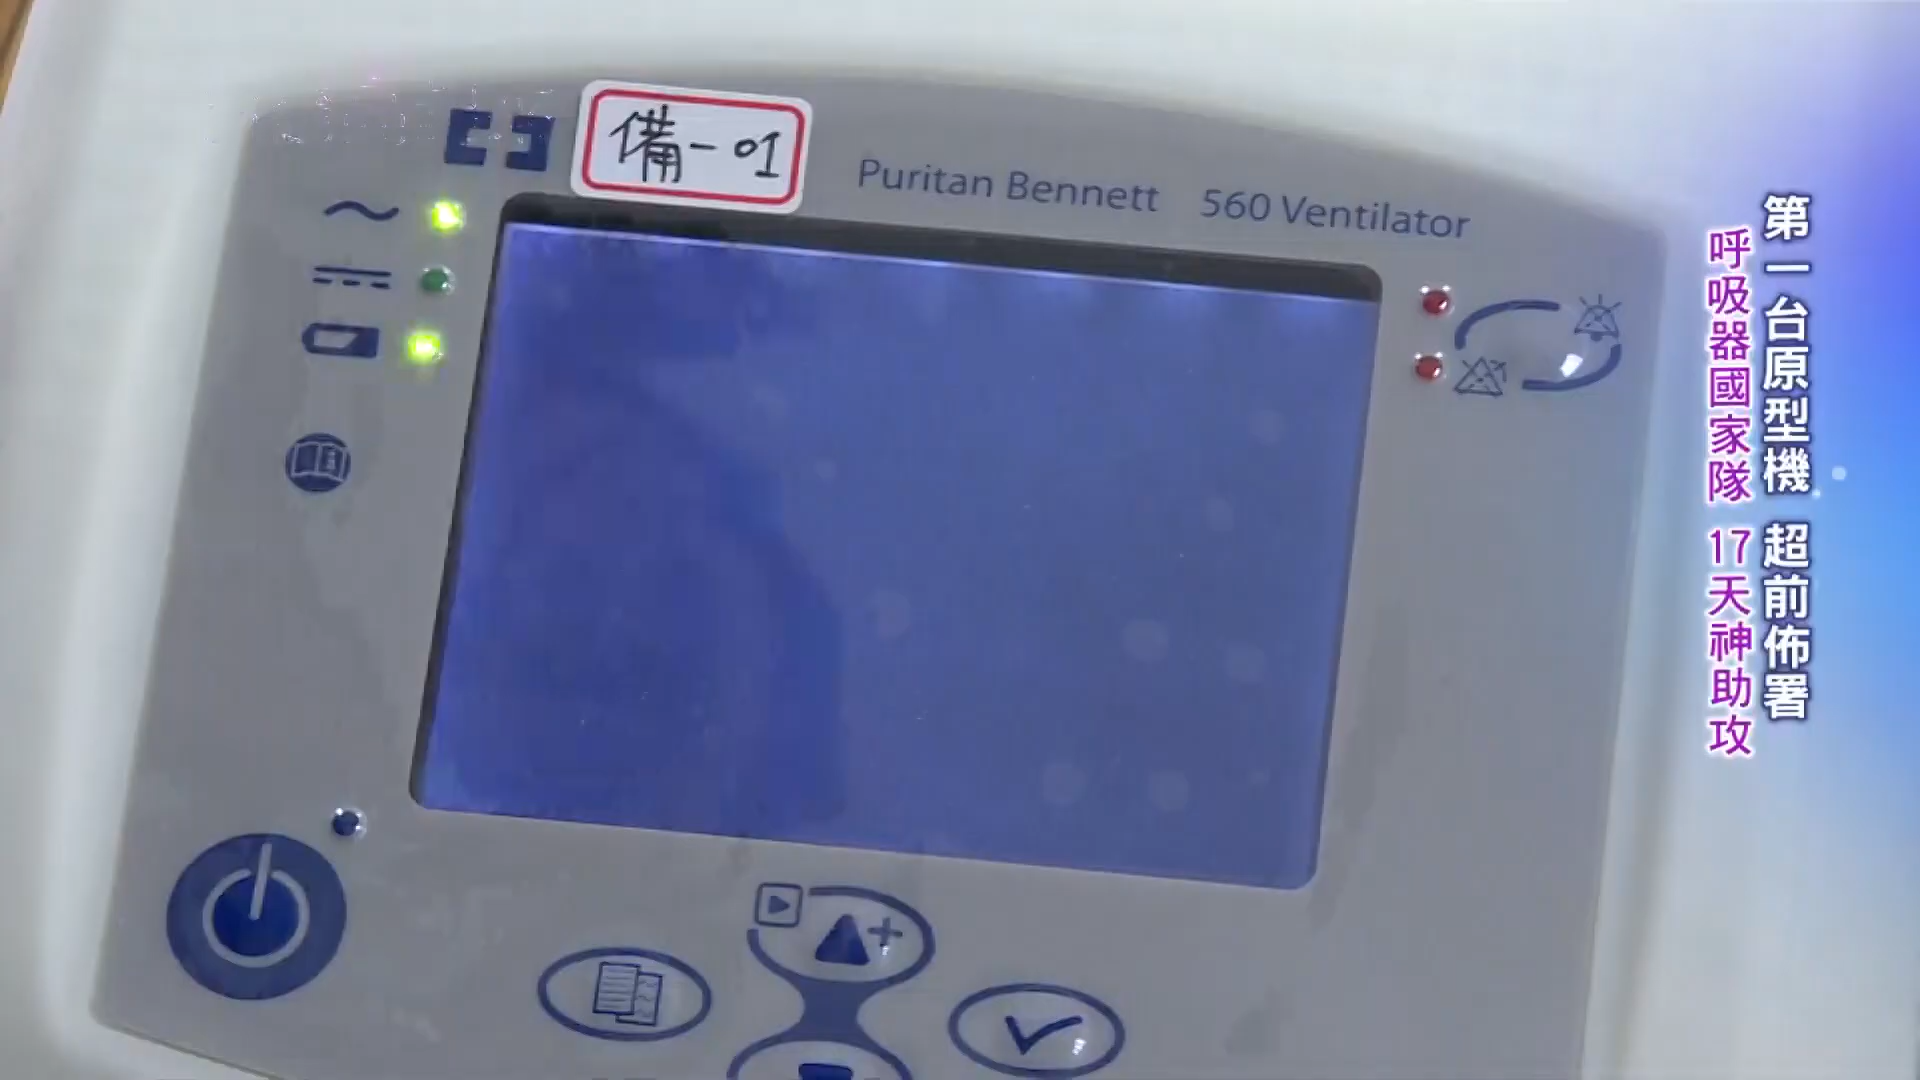 備-01
Puritan Bennett 560 Ventilator
第一台原型機 超前佈署
呼吸器國家隊 17天神助攻